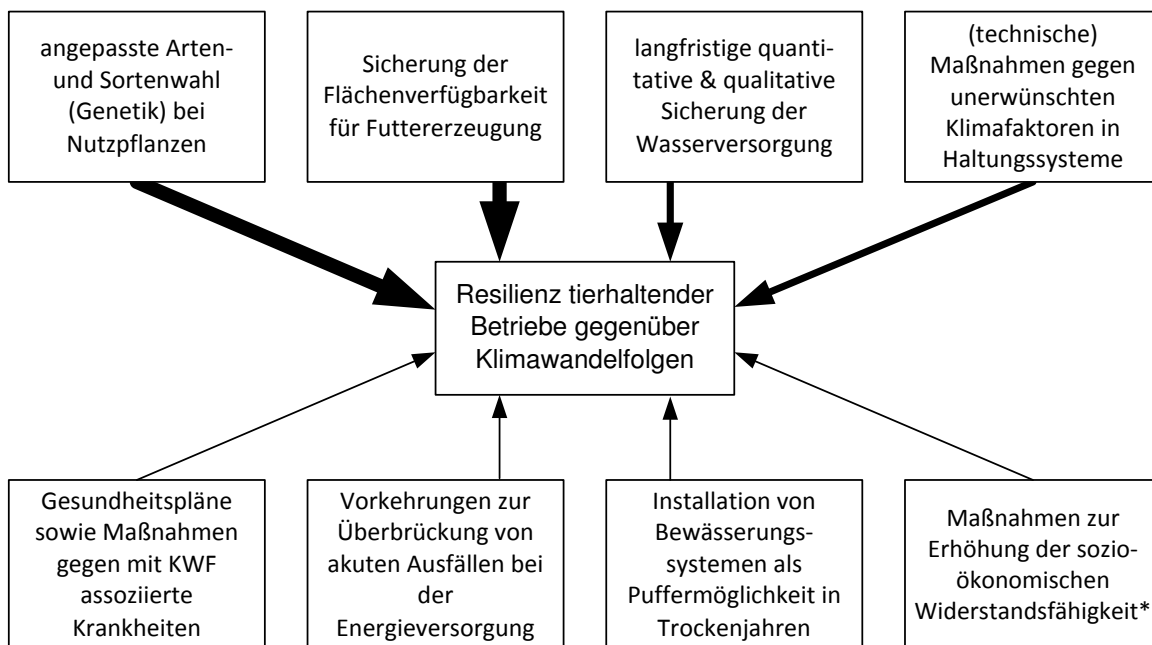 angepasste Arten-
und Sortenwahl
(Genetik) bei
Nutzpflanzen
Sicherung der
Flächenverfügbarkeit
für Futtererzeugung
langfristige quanti-
tative & qualitative
Sicherung der
Wasserversorgung
(technische)
Maßnahmen gegen
unerwünschten
Klimafaktoren in
Haltungssysteme
Resilienz tierhaltender
Betriebe gegenüber
Klimawandelfolgen
Gesundheitspläne
sowie Maßnahmen
gegen mit KWF
assoziierte
Krankheiten
Vorkehrungen zur
Überbrückung von
akuten Ausfällen bei
der
Energieversorgung
Installation von
Bewässerungs-
systemen als
Puffermöglichkeit in
Trockenjahren
Maßnahmen zur
Erhöhung der sozio-
ökonomischen
Widerstandsfähigkeit*